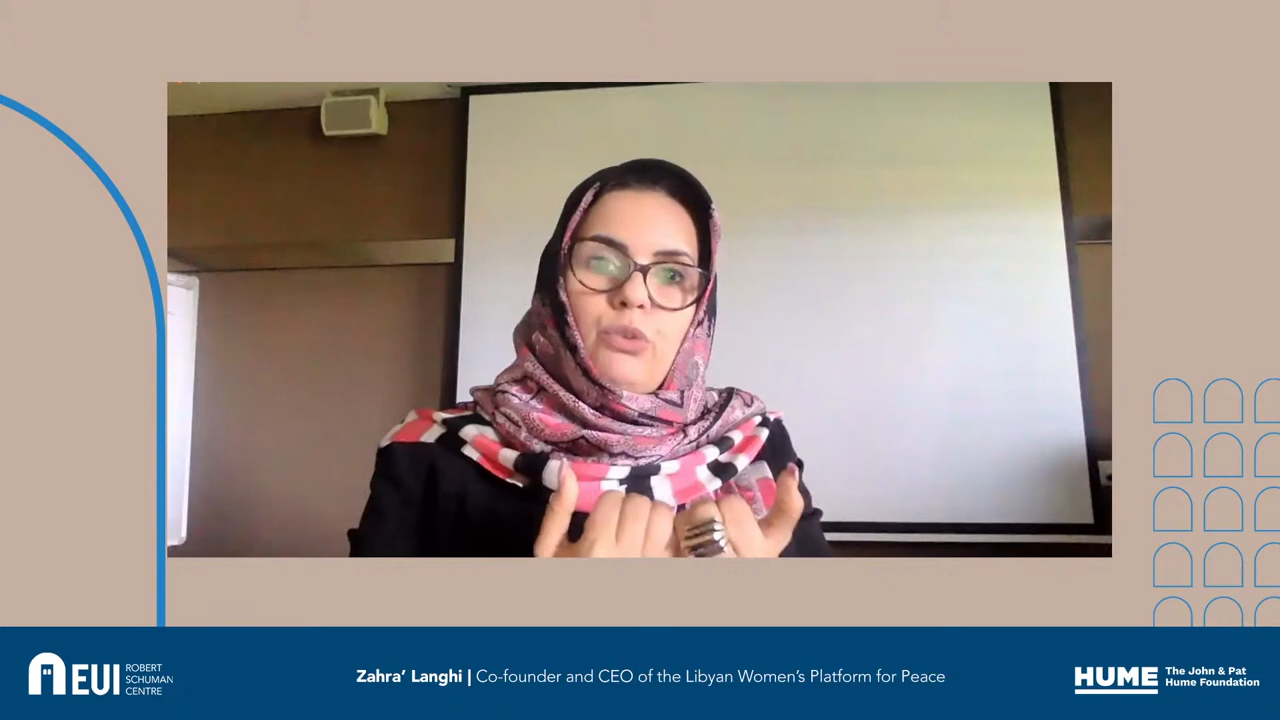 EUI
ROBERT
SCHUMAN
CENTRE
Zahra’ Langhi | Co-founder and CEO of the Libyan Women’s Platform for Peace
HUME
The John & Pat
Hume Foundation